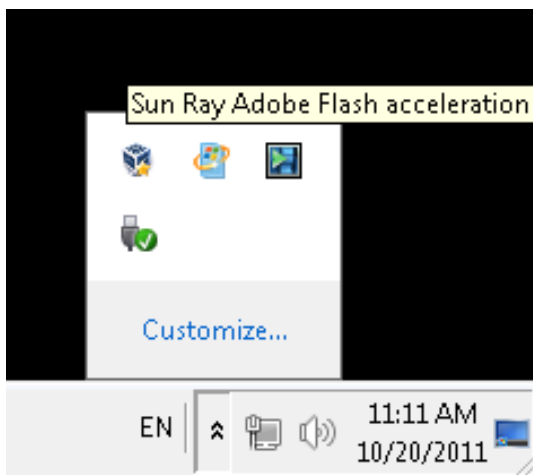 Sun Ray Adobe Flash acceleration
Customize...
EN
11:11 AM
10/20/2011